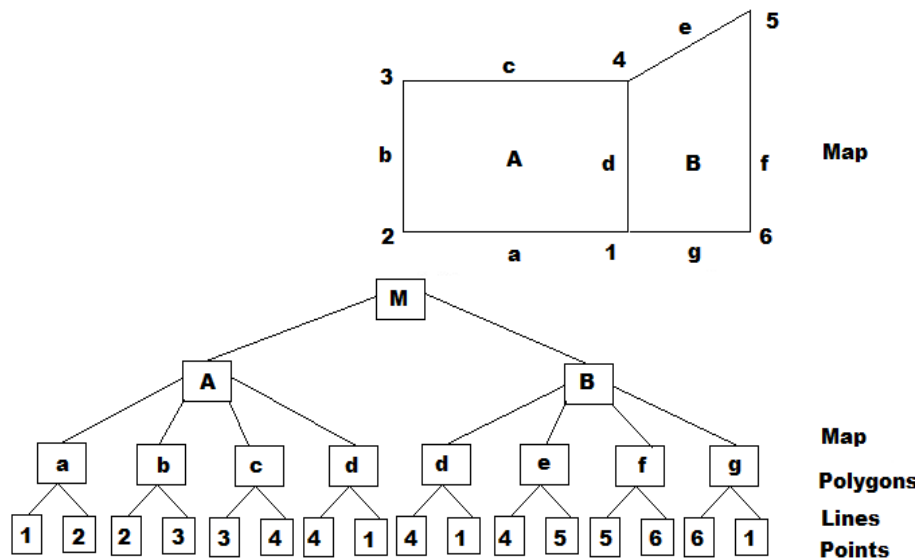 5
e
3 c 4
b A d B f Map
2 a 1 g 6
M
A B
Map
a b c d d e f g
Polygons
Lines
1 2 2 3 3 4 4 1 4 1 4 5 5 6 6 1
Points